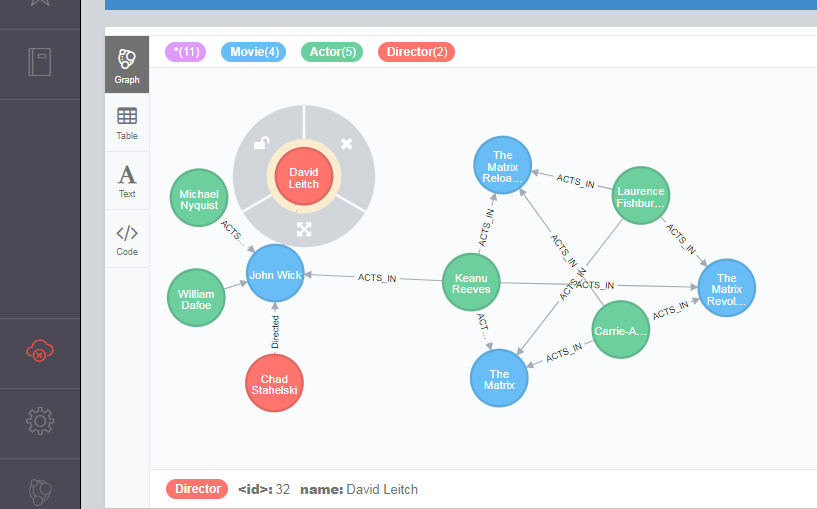 *(11) Movie(4) Actor(5) Director(2)
Graph
Table
Text
Code
David
Leitch
Michael
Nyquist
ACTS...
William
Dafoe
John Wick
Directed
Chad
Stahelski
ACTS_IN
Keanu
Reeves
ACTS_IN
ACT...
ACTS_IN
The
Matrix
Reloa...
ACTS_IN
Laurence
Fishbur...
ACTS_IN
ACTS_IN
ACTS_IN
The
Matrix
Revol...
Carrie-A...
ACTS_IN
ACTS_IN
The
Matrix
Director <id>: 32 name: David Leitch